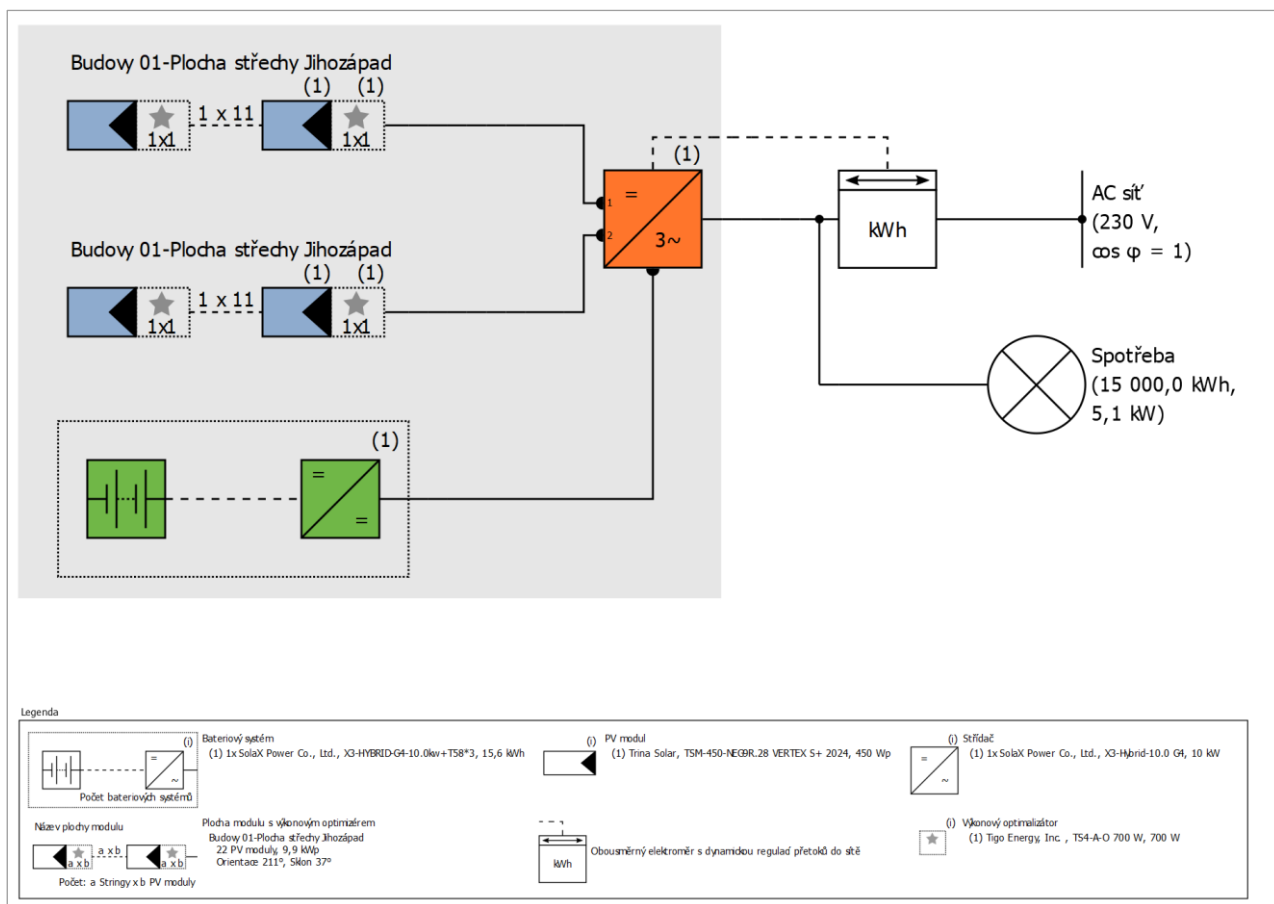 Budowy 01-Plocha střechy Jihozápad
(1) (1)
1 x 11
1x1 1x1
(1)
=
1
2
3~
kWh
AC síť
(230 V,
cos φ = 1)
Budowy 01-Plocha střechy Jihozápad
(1) (1)
1 x 11
1x1 1x1
Spotřeba
(15 000,0 kWh,
5,1 kW)
(1)
=
=
Legenda
(i)
Bateriový systém
(1) 1x SolaX Power Co., Ltd., X3-HYBRID-G4-10.0kw+T58*3, 15,6 kWh
=
~
Počet bateriových systémů
(i) PV modul
(1) Trina Solar, TSM-450-NEG9R.28 VERTEX S+ 2024, 450 Wp
(i) Střídač
(1) 1x SolaX Power Co., Ltd., X3-Hybrid-10.0 G4, 10 kW
=
~
Název plochy modulu
a x b
a x b a x b
Počet: a Stringy x b PV moduly
Plocha modulu s výkonovým optimizérem
Budowy 01-Plocha střechy Jihozápad
22 PV moduly, 9,9 kWp
Orientace 211°, Sklon 37°
kWh
Obousměrný elektroměr s dynamickou regulací přetoků do sítě
(i) Výkonový optimalizátor
(1) Tigo Energy, Inc. , TS4-A-O 700 W, 700 W